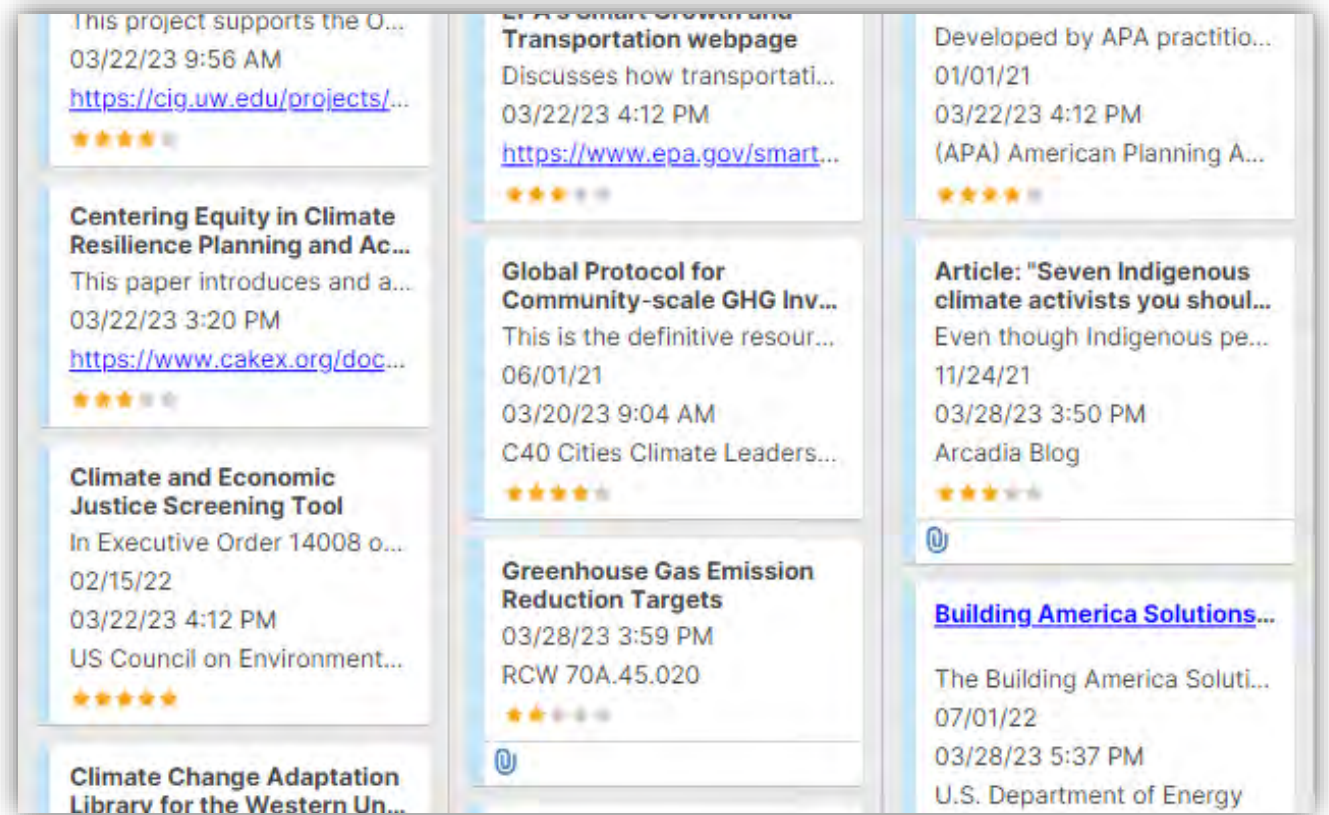 This project supports the O...
03/22/23 9:56 AM
https://cig.uw.edu/projects/...
Centering Equity in Climate
Resilience Planning and Ac...
This paper introduces and a...
03/22/23 3:20 PM
https://www.cakex.org/doc...
Climate and Economic
Justice Screening Tool
In Executive Order 14008 o...
02/15/22
03/22/23 4:12 PM
US Council on Environment...
Climate Change Adaptation
Library for the Western Un...
EPA's Smart Growth and
Transportation webpage
Discusses how transportati...
03/22/23 4:12 PM
https://www.epa.gov/smart...
Global Protocol for
Community-scale GHG Inv...
This is the definitive resour...
06/01/21
03/20/23 9:04 AM
C40 Cities Climate Leaders...
Greenhouse Gas Emission
Reduction Targets
03/28/23 3:59 PM
RCW 70A.45.020
Developed by APA practitio...
01/01/21
03/22/23 4:12 PM
(APA) American Planning A...
Article: "Seven Indigenous
climate activists you shoul...
Even though Indigenous pe...
11/24/21
03/28/23 3:50 PM
Arcadia Blog
Building America Solutions...
The Building America Soluti...
07/01/22
03/28/23 5:37 PM
U.S. Department of Energy